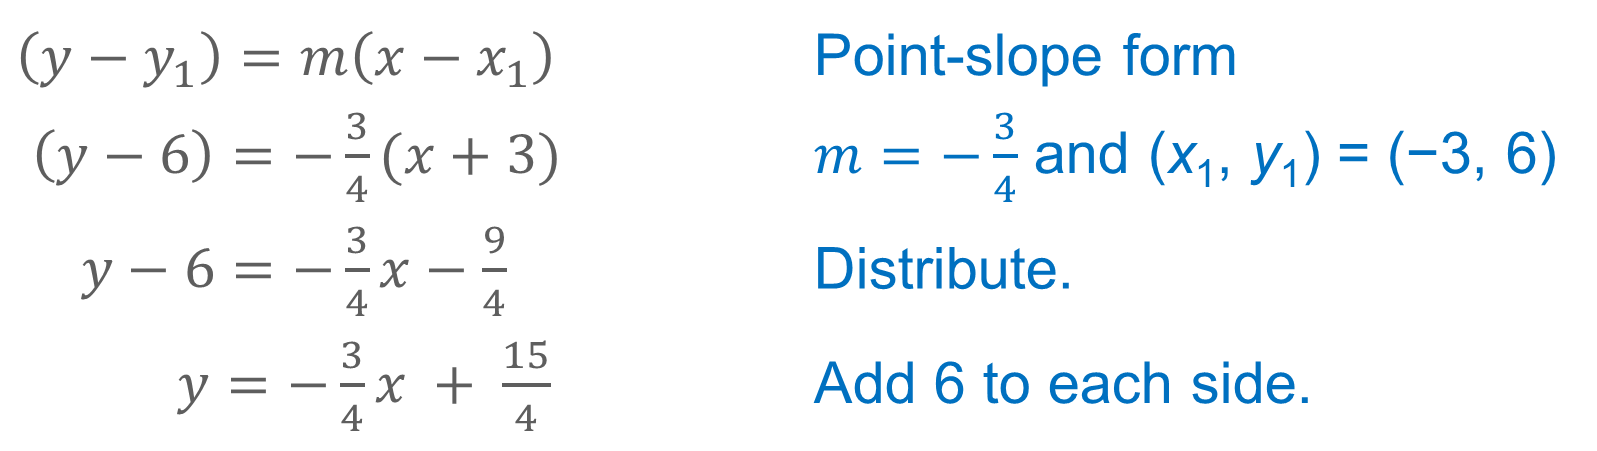 (y − y₁) = m(x − x₁) Point-slope form
(y − 6) = −3/4(x + 3) m = −3/4 and (x₁, y₁) = (−3, 6)
y − 6 = −3/4x − 9/4 Distribute.
y = −3/4x + 15/4 Add 6 to each side.